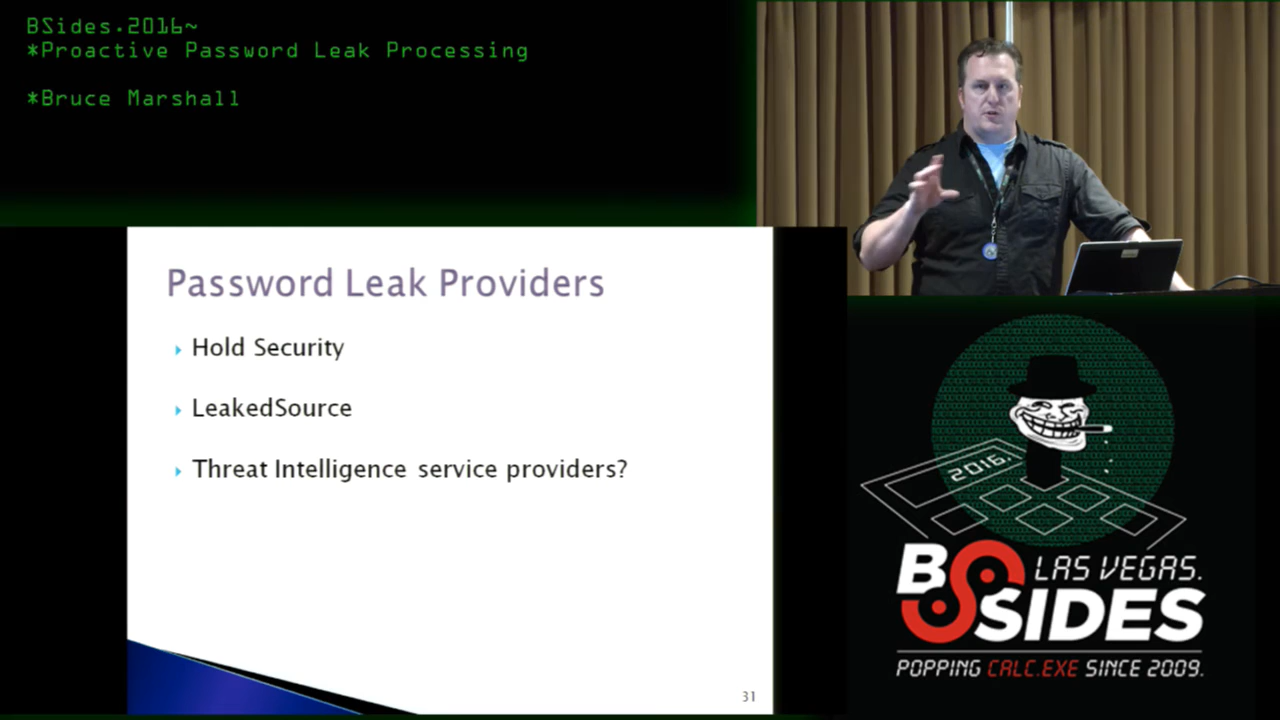 BSides.2016~
*Proactive Password Leak Processing
*Bruce Marshall
Password Leak Providers
Hold Security
LeakedSource
Threat Intelligence service providers?
31
2016.
BSIDES
LAS VEGAS.
POPPING CALC.EXE SINCE 2009.